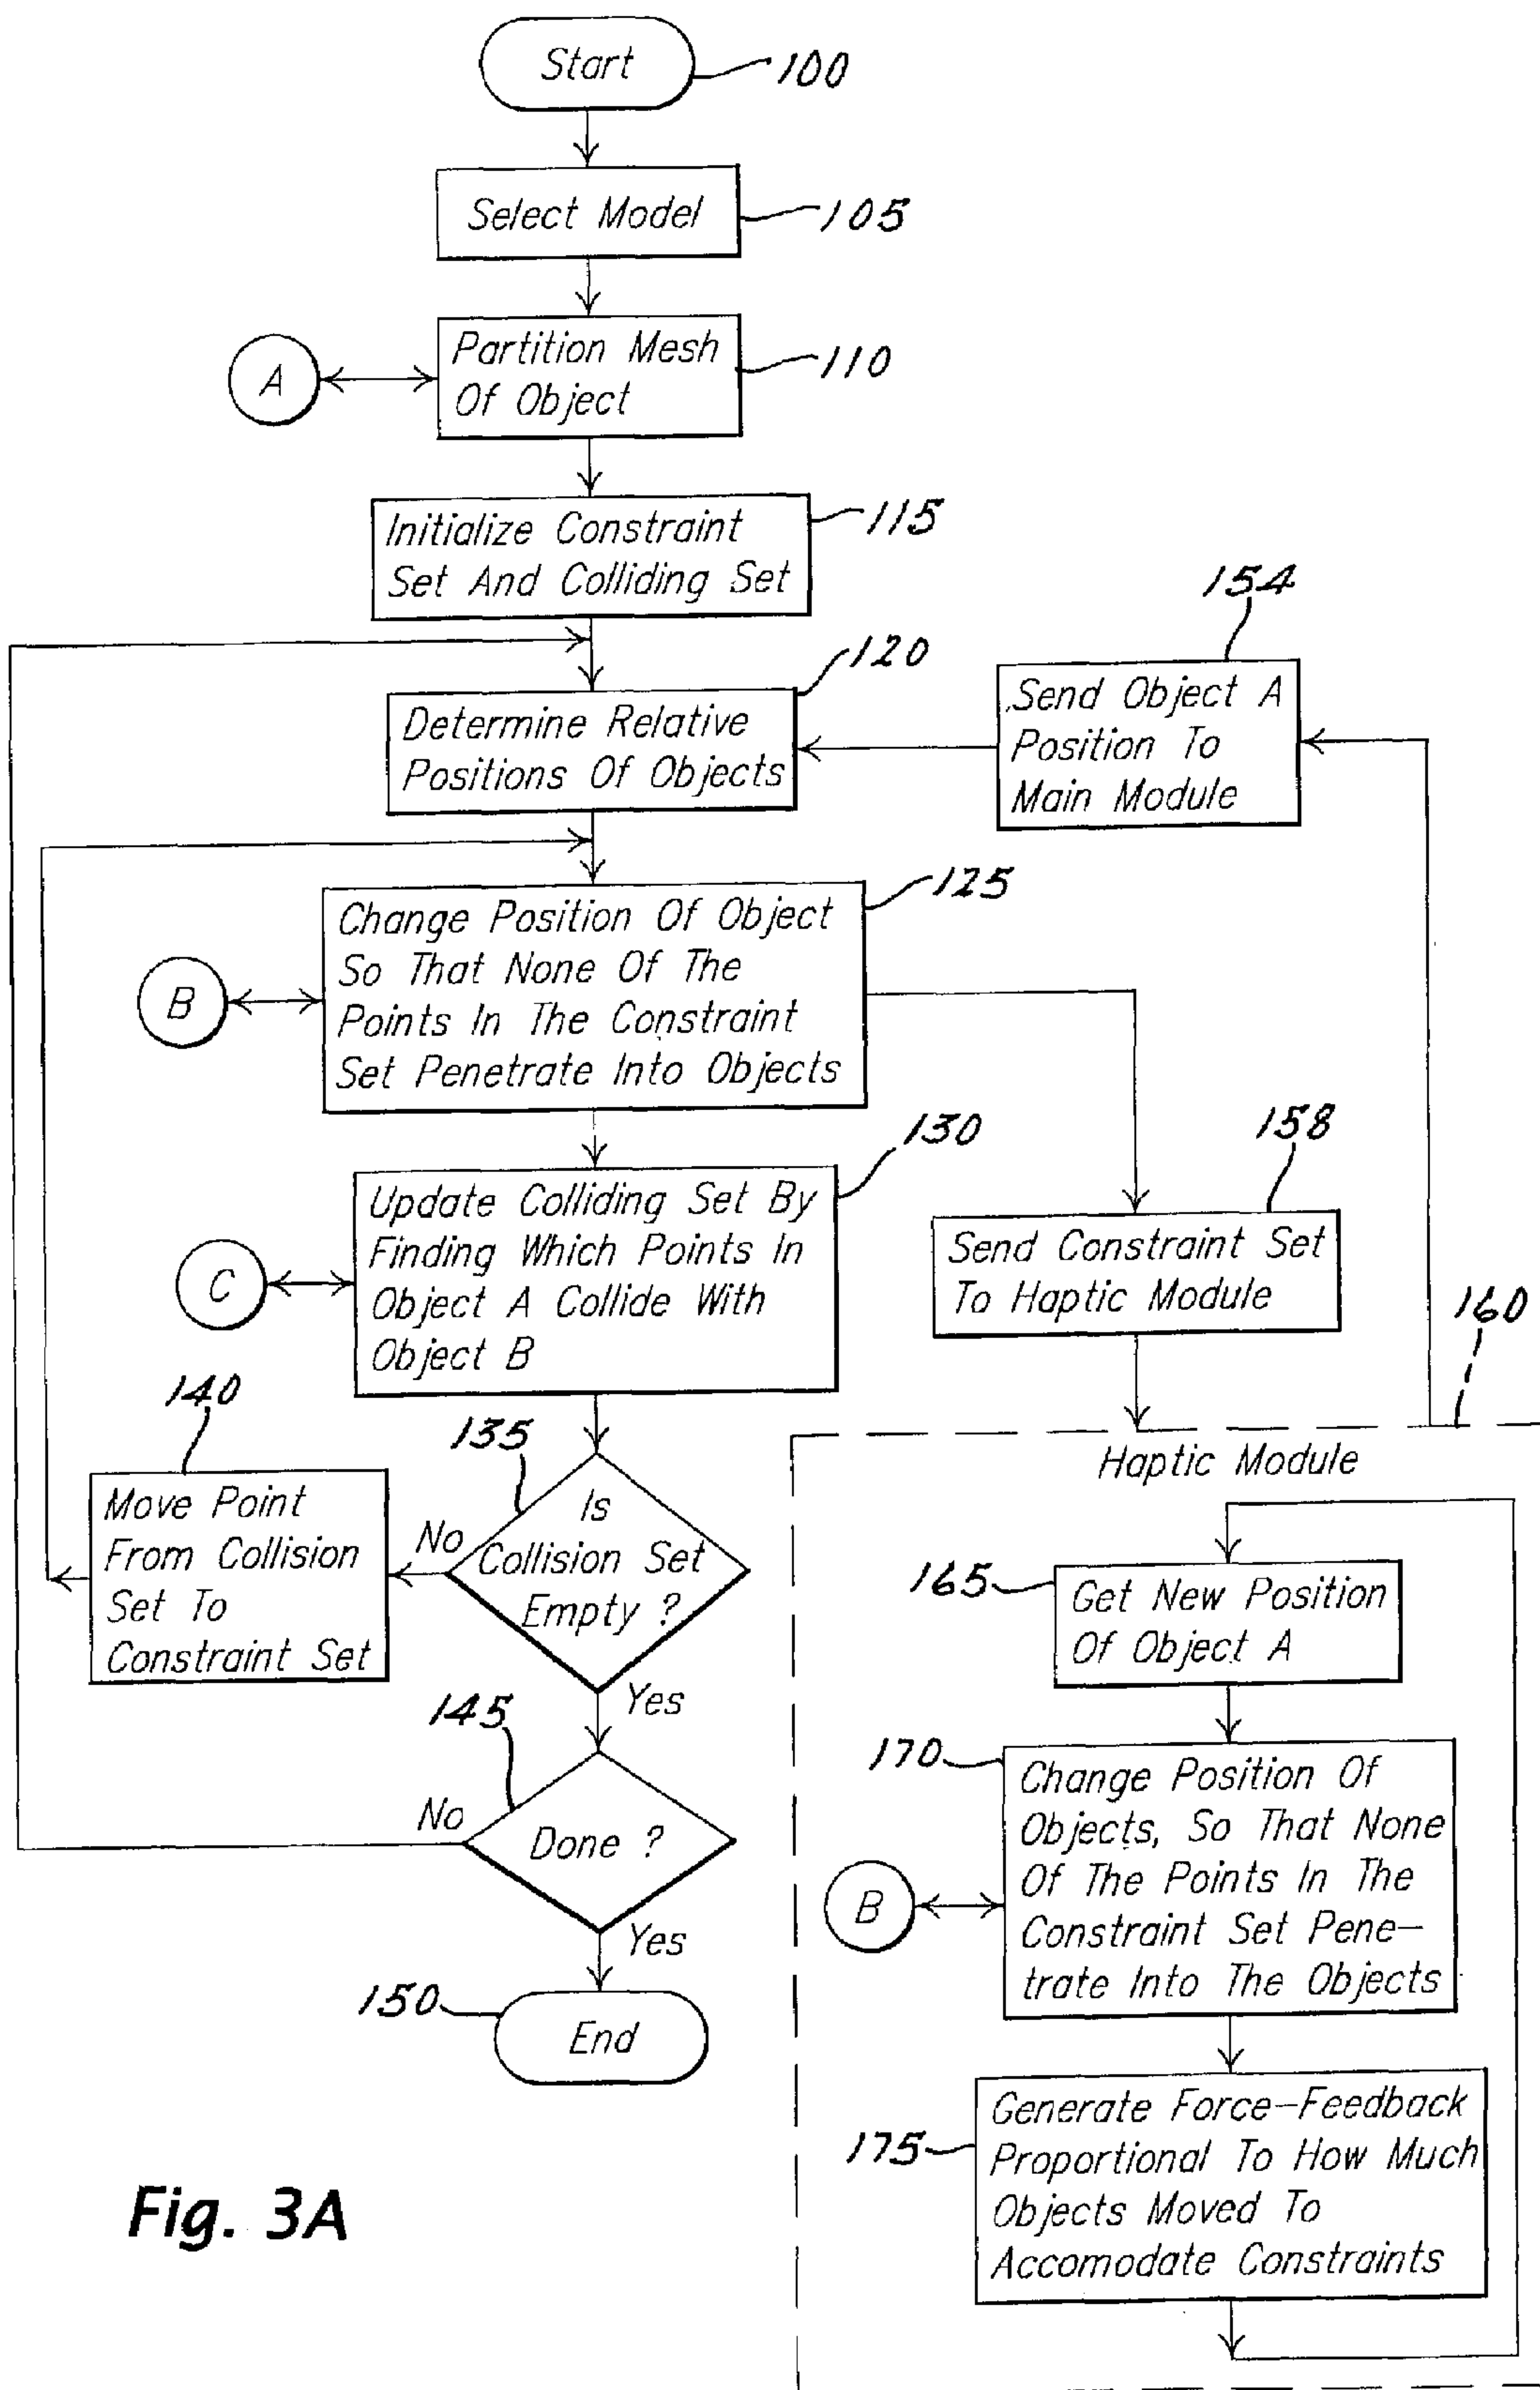 Start
100
Select Model
105
A
Partition Mesh
Of Object
110
Initialize Constraint
Set And Colliding Set
115
Determine Relative
Positions Of Objects
120
Send Object A
Position To
Main Module
154
B
Change Position Of Object
So That None Of The
Points In The Constraint
Set Penetrate Into Objects
125
C
Update Colliding Set By
Finding Which Points In
Object A Collide With
Object B
130
158
Send Constraint Set
To Haptic Module
160
140
Move Point
From Collision
Set To
Constraint Set
135
No
Is
Collision Set
Empty ?
Yes
145
No
Done ?
Yes
150
End
Haptic Module
165
Get New Position
Of Object A
170
B
Change Position Of
Objects, So That None
Of The Points In The
Constraint Set Pene-
trate Into The Objects
175
Generate Force-Feedback
Proportional To How Much
Objects Moved To
Accomodate Constraints
Fig. 3A